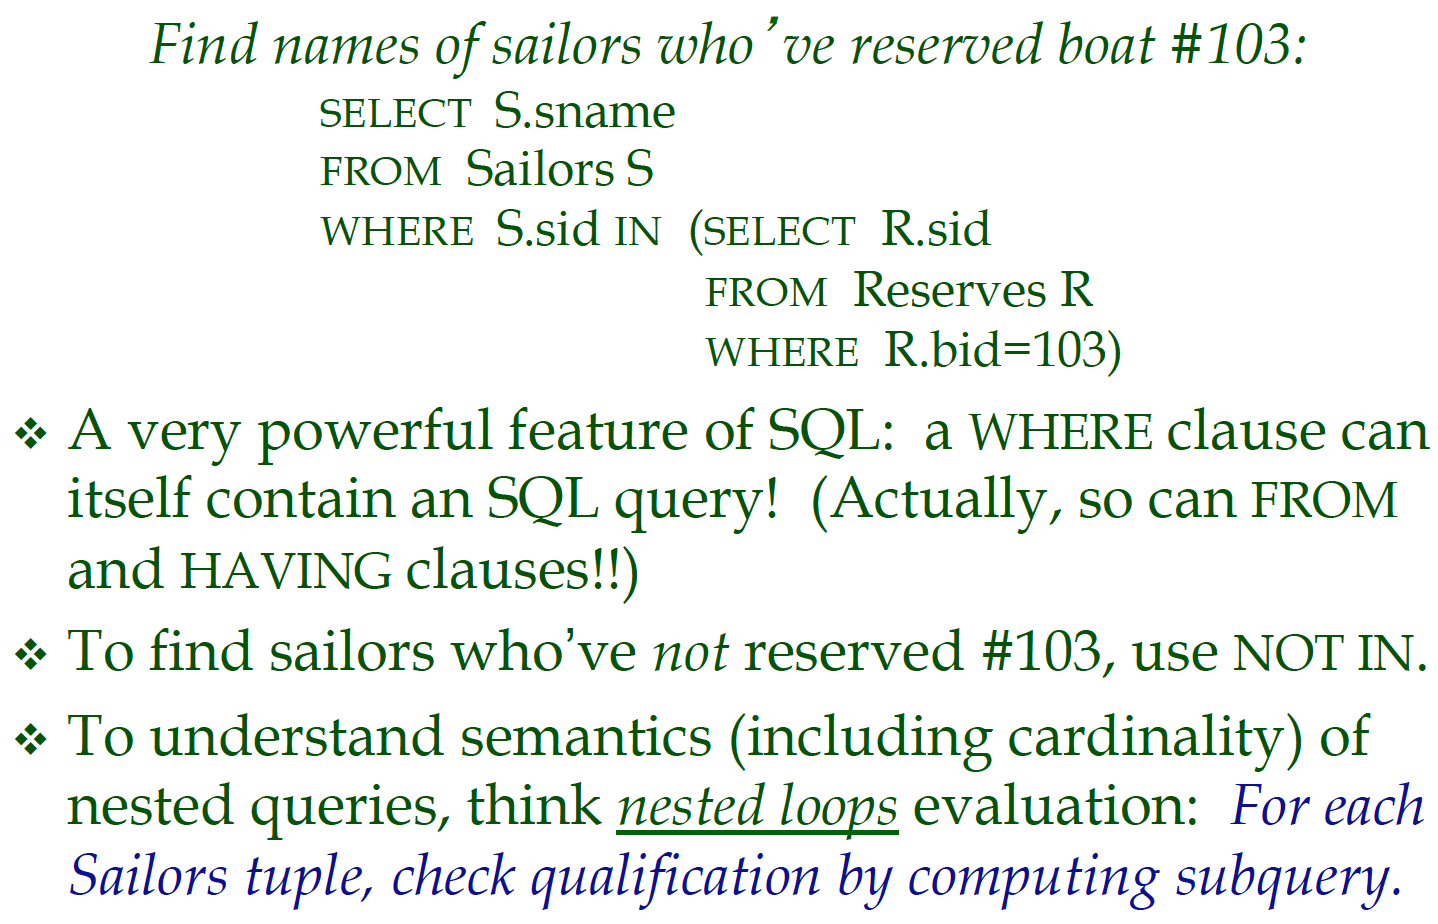 Find names of sailors who’ve reserved boat #103:
SELECT S.sname
FROM Sailors S
WHERE S.sid IN (SELECT R.sid
FROM Reserves R
WHERE R.bid=103)
❖ A very powerful feature of SQL: a WHERE clause can
itself contain an SQL query! (Actually, so can FROM
and HAVING clauses!!)
❖ To find sailors who’ve not reserved #103, use NOT IN.
❖ To understand semantics (including cardinality) of
nested queries, think nested loops evaluation: For each
Sailors tuple, check qualification by computing subquery.